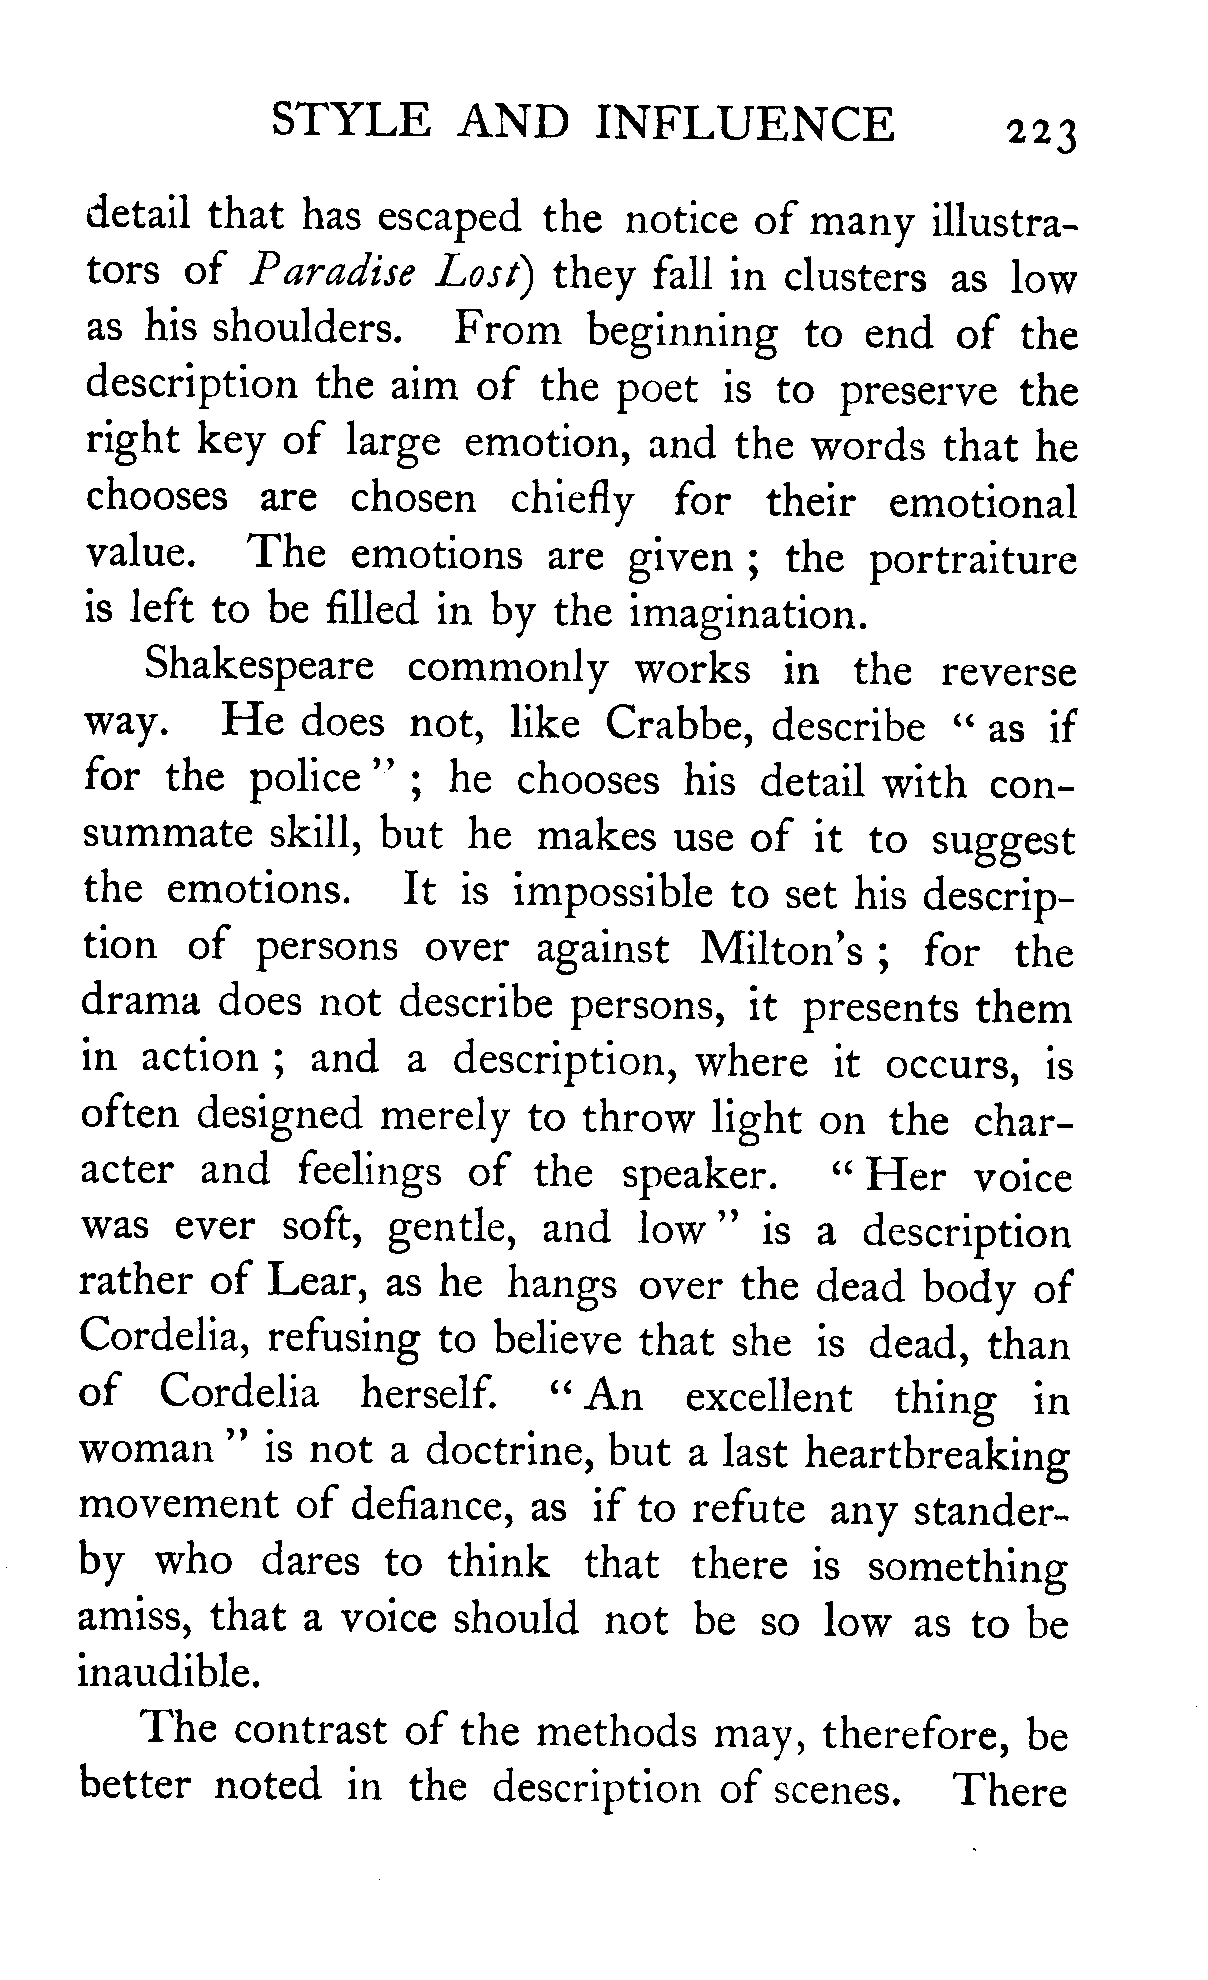 STYLE AND INFLUENCE 223
detail that has escaped the notice of many illustra-
tors of Paradise Lost) they fall in clusters as low
as his shoulders. From beginning to end of the
description the aim of the poet is to preserve the
right key of large emotion, and the words that he
chooses are chosen chiefly for their emotional
value. The emotions are given ; the portraiture
is left to be filled in by the imagination.
Shakespeare commonly works in the reverse
way. He does not, like Crabbe, describe “ as if
for the police ” ; he chooses his detail with con-
summate skill, but he makes use of it to suggest
the emotions. It is impossible to set his descrip-
tion of persons over against Milton’s ; for the
drama does not describe persons, it presents them
in action ; and a description, where it occurs, is
often designed merely to throw light on the char-
acter and feelings of the speaker. “ Her voice
was ever soft, gentle, and low ” is a description
rather of Lear, as he hangs over the dead body of
Cordelia, refusing to believe that she is dead, than
of Cordelia herself. “ An excellent thing in
woman ” is not a doctrine, but a last heartbreaking
movement of defiance, as if to refute any stander-
by who dares to think that there is something
amiss, that a voice should not be so low as to be
inaudible.
The contrast of the methods may, therefore, be
better noted in the description of scenes. There